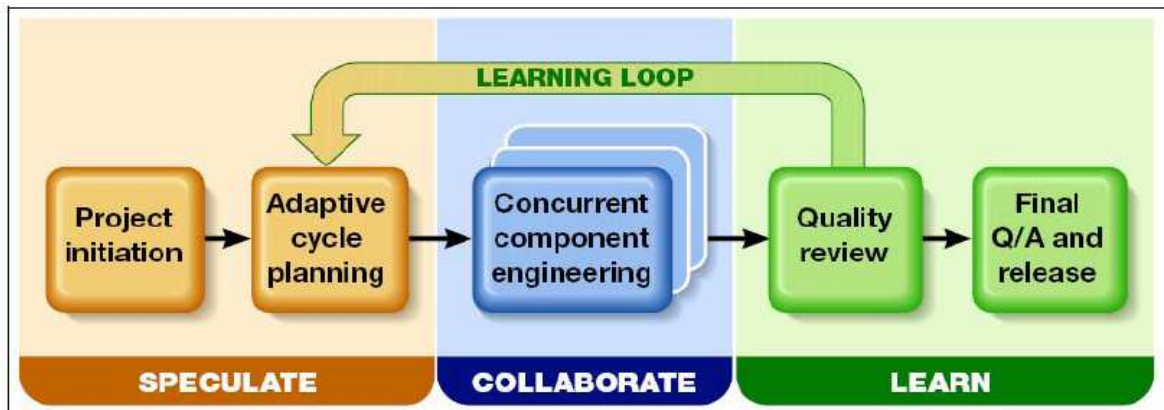 LEARNING LOOP
Project
initiation
Adaptive
cycle
planning
Concurrent
component
engineering
Quality
review
Final
Q/A and
release
SPECULATE
COLLABORATE
LEARN